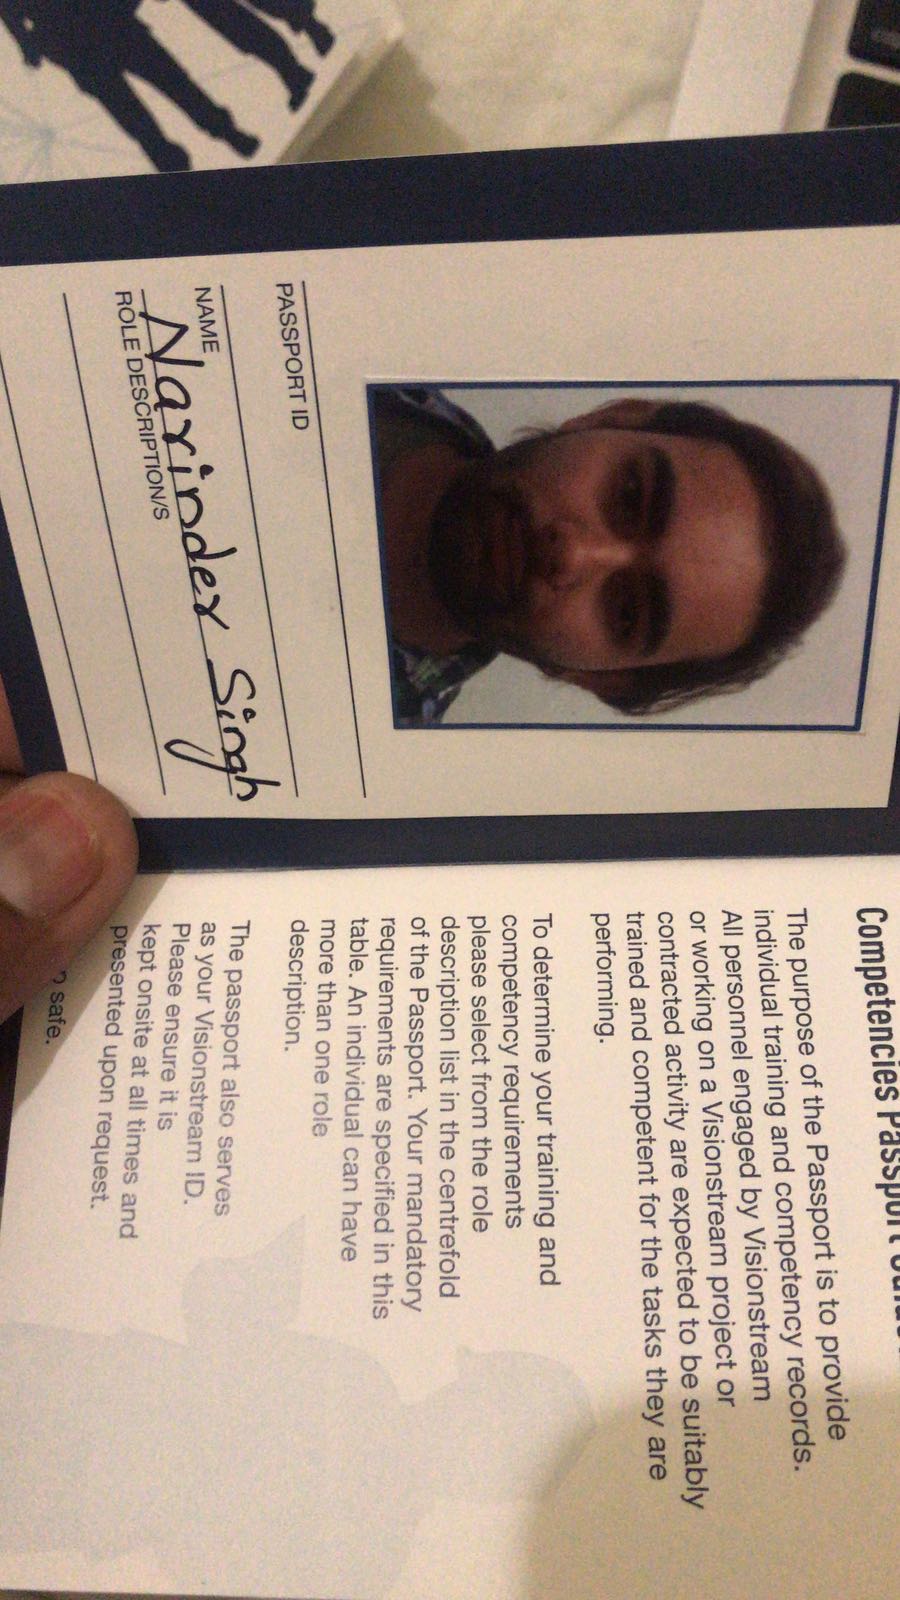 PASSPORT ID
NAME
Narinder Singh
ROLE DESCRIPTION/S
Competencies Passport
The purpose of the Passport is to provide
individual training and competency records.
All personnel engaged by Visionstream
or working on a Visionstream project or
contracted activity are expected to be suitably
trained and competent for the tasks they are
performing.
To determine your training and
competency requirements
please select from the role
description list in the centrefold
of the Passport. Your mandatory
requirements are specified in this
table. An individual can have
more than one role
description.
The passport also serves
as your Visionstream ID.
Please ensure it is
kept onsite at all times and
presented upon request.
safe.